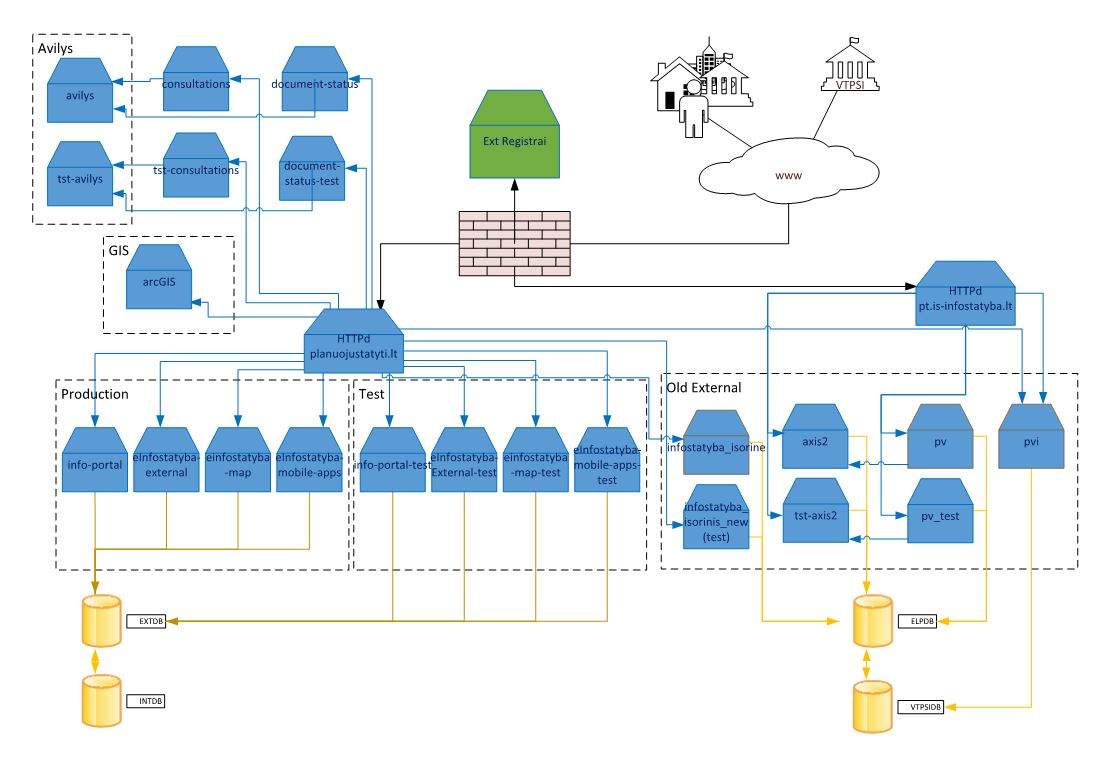 Avilys
avilys
consultations
document-status
tst-avilys
tst-consultations
document-
status-test
GIS
arcGIS
Ext Registrai
VTPSI
www
HTTPd
planuojustatyti.lt
HTTPd
pt.is-infostatyba.lt
Production
info-portal
eInfostatyba-
external
eInfostatyba
-map
eInfostatyba-
mobile-apps
Test
info-portal-test
eInfostatyba-
External-test
eInfostatyba
-map-test
eInfostatyba-
mobile-apps-
test
Old External
infostatyba_isorine
axis2
pv
pvi
infostatyba_
isorinis_new
(test)
tst-axis2
pv_test
EXTDB
INTDB
ELPDB
VTPSIDB